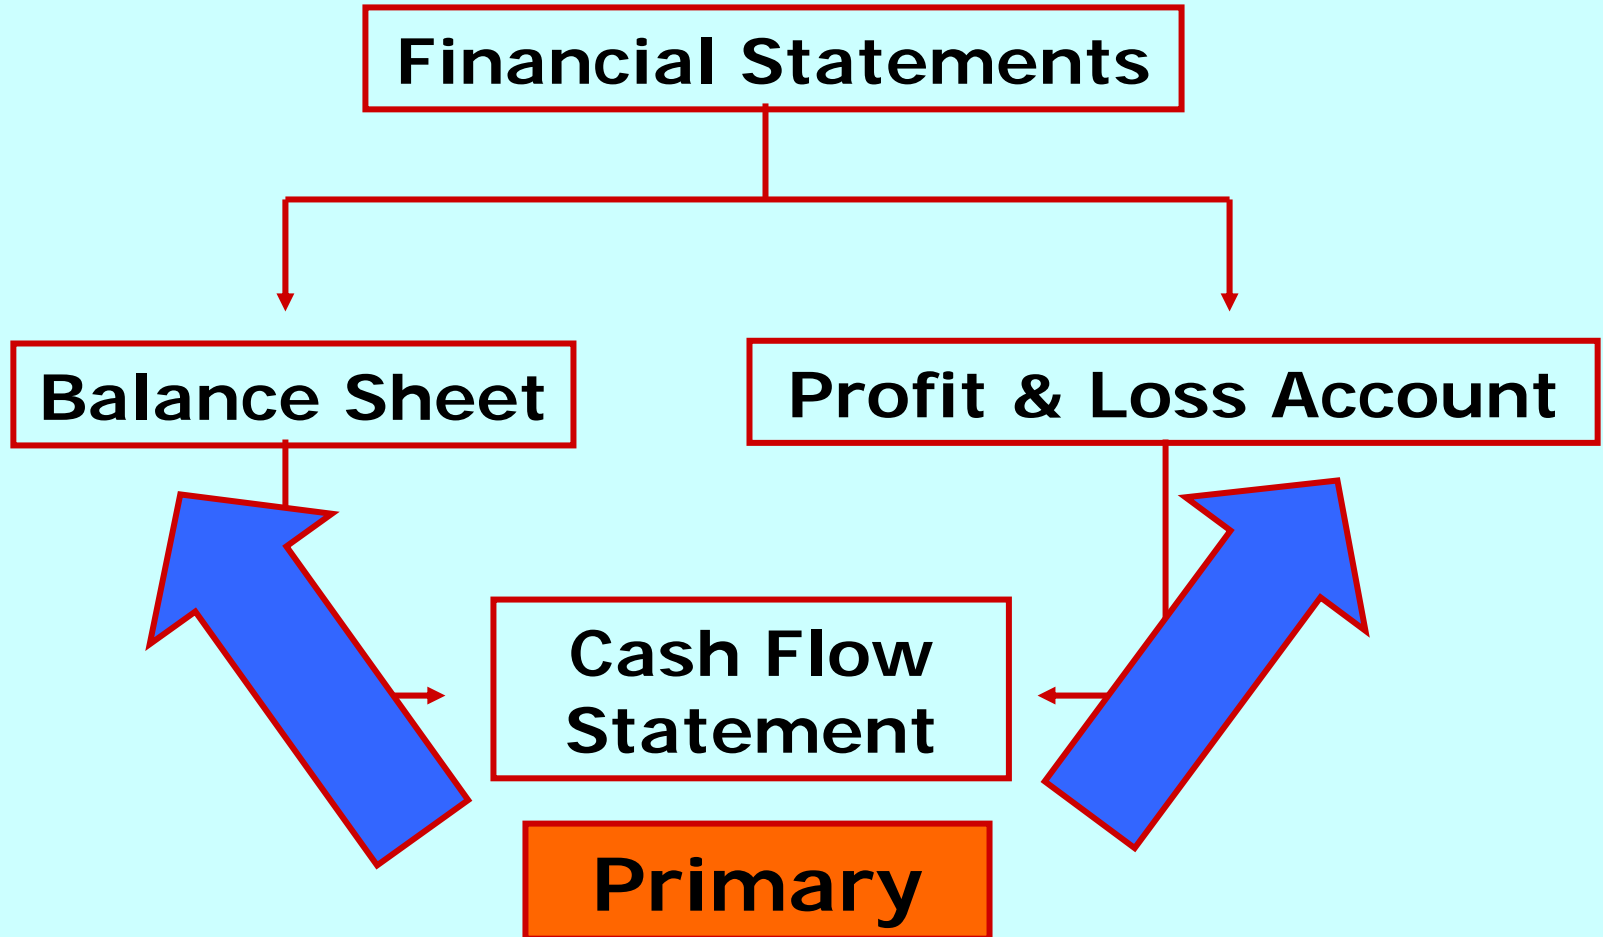 Financial Statements
Balance Sheet
Profit & Loss Account
Cash Flow
Statement
Primary